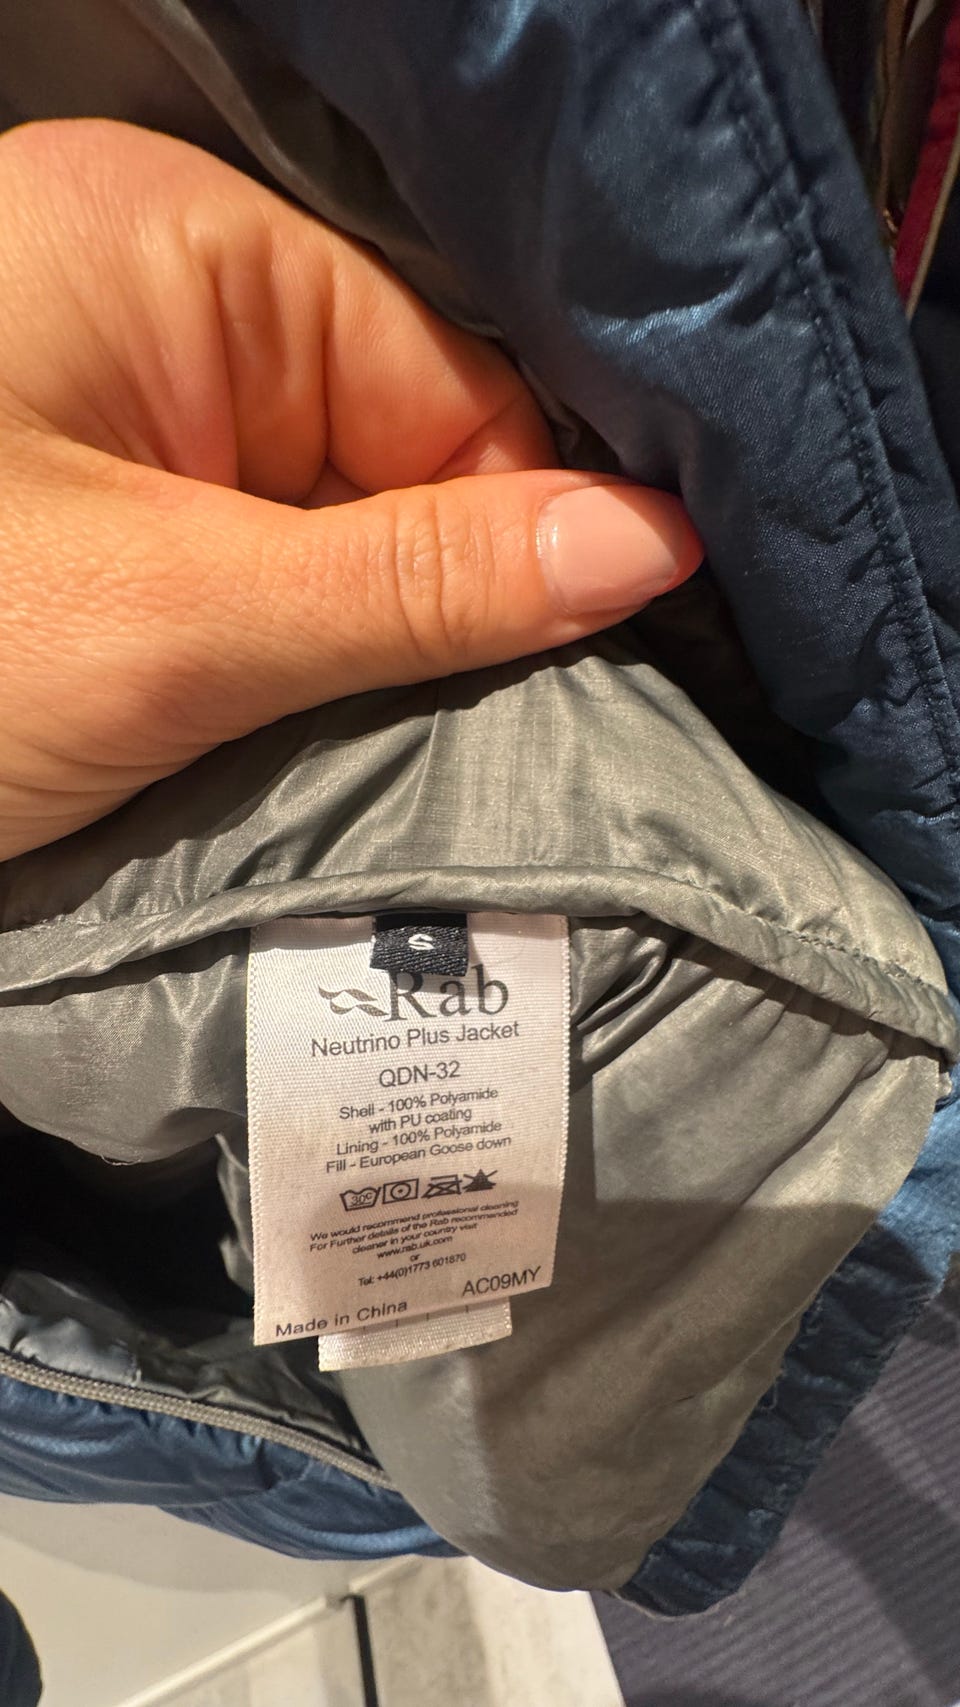 S
Rab
Neutrino Plus Jacket
QDN-32
Shell - 100% Polyamide
with PU coating
Lining - 100% Polyamide
Fill - European Goose down
30C
We would recommend professional cleaning
For Further details of the Rab recommended
cleaner in your country visit
www.rab.uk.com
or
Tel: +44(0)1773 601870
AC09MY
Made in China